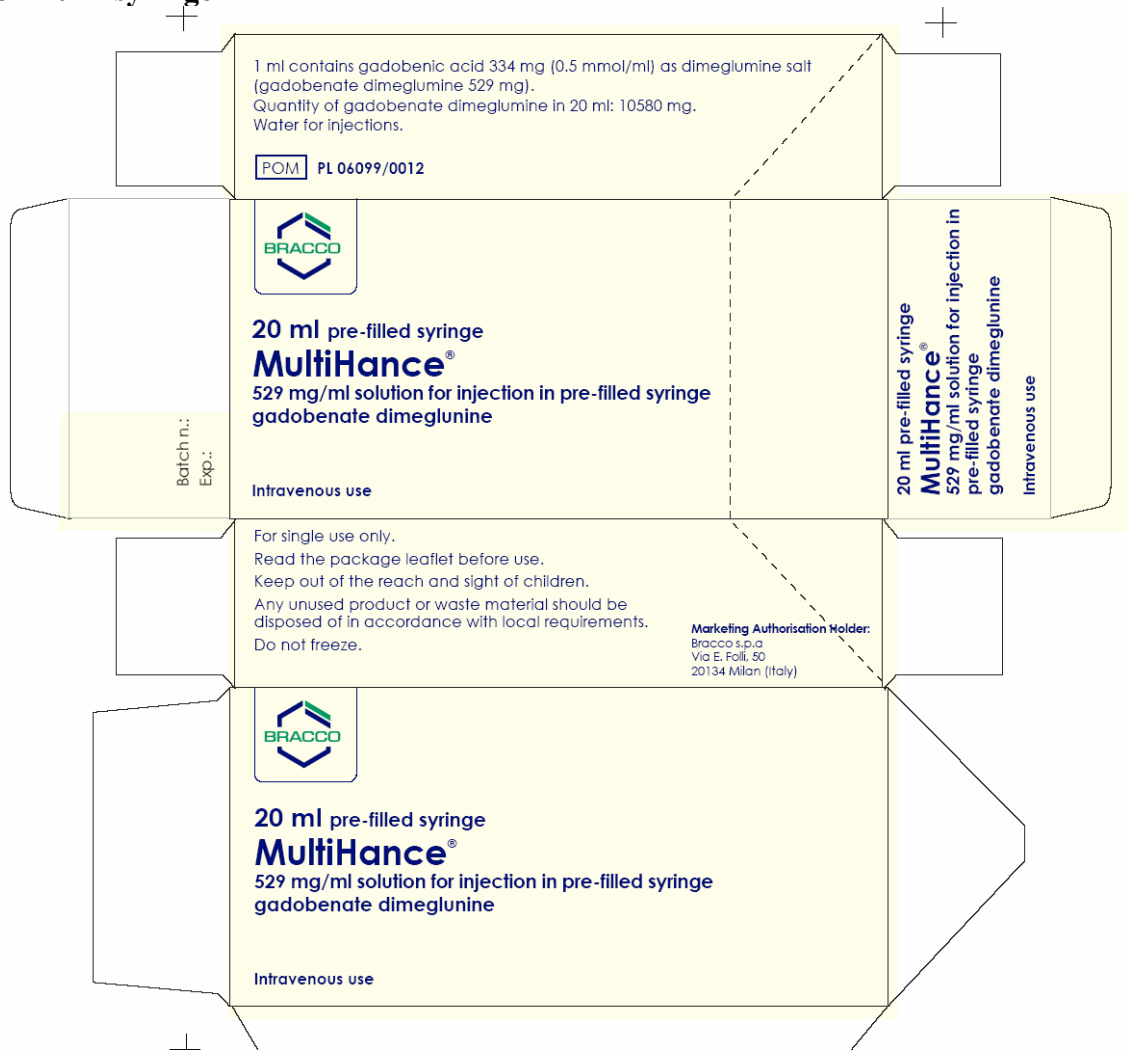 1 ml contains gadobenic acid 334 mg (0.5 mmol/ml) as dimeglumine salt
(gadobenate dimeglumine 529 mg).
Quantity of gadobenate dimeglumine in 20 ml: 10580 mg.
Water for injections.
POM PL 06099/0012
BRACCO
20 ml pre-filled syringe
MultiHance®
529 mg/ml solution for injection in pre-filled syringe
gadobenate dimeglunine
Intravenous use
Batch n.:
Exp.:
20 ml pre-filled syringe
MultiHance®
529 mg/ml solution for injection in
pre-filled syringe
gadobenate dimeglunine
Intravenous use
For single use only.
Read the package leaflet before use.
Keep out of the reach and sight of children.
Any unused product or waste material should be
disposed of in accordance with local requirements.
Do not freeze.
Marketing Authorisation Holder:
Bracco s.p.a
Via E. Folli, 50
20134 Milan (Italy)
BRACCO
20 ml pre-filled syringe
MultiHance®
529 mg/ml solution for injection in pre-filled syringe
gadobenate dimeglunine
Intravenous use